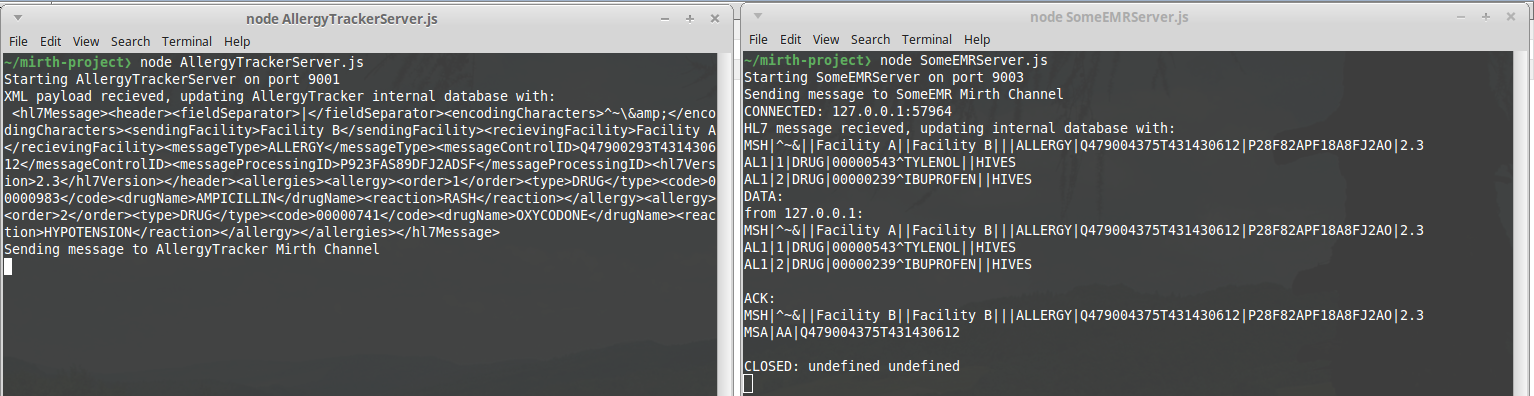 node AllergyTrackerServer.js
File Edit View Search Terminal Help
~/mirth-project❯ node AllergyTrackerServer.js
Starting AllergyTrackerServer on port 9001
XML payload recieved, updating AllergyTracker internal database with:
<hl7Message><header><fieldSeparator>|</fieldSeparator><encodingCharacters>^~\&amp;</enco
dingCharacters><sendingFacility>Facility B</sendingFacility><recievingFacility>Facility A
</recievingFacility><messageType>ALLERGY</messageType><messageControlID>Q47900293T4314306
12</messageControlID><messageProcessingID>P923FAS89DFJ2ADSF</messageProcessingID><hl7Vers
ion>2.3</hl7Version></header><allergies><allergy><order>1</order><type>DRUG</type><code>0
0000983</code><drugName>AMPICILLIN</drugName><reaction>RASH</reaction></allergy><allergy>
<order>2</order><type>DRUG</type><code>00000741</code><drugName>OXYCODONE</drugName><reac
tion>HYPOTENSION</reaction></allergy></allergies></hl7Message>
Sending message to AllergyTracker Mirth Channel
node SomeEMRServer.js
File Edit View Search Terminal Help
~/mirth-project❯ node SomeEMRServer.js
Starting SomeEMRServer on port 9003
Sending message to SomeEMR Mirth Channel
CONNECTED: 127.0.0.1:57964
HL7 message recieved, updating internal database with:
MSH|^~&||Facility A||Facility B|||ALLERGY|Q479004375T431430612|P28F82APF18A8FJ2AO|2.3
AL1|1|DRUG|00000543^TYLENOL||HIVES
AL1|2|DRUG|00000239^IBUPROFEN||HIVES
DATA:
from 127.0.0.1:
MSH|^~&||Facility A||Facility B|||ALLERGY|Q479004375T431430612|P28F82APF18A8FJ2AO|2.3
AL1|1|DRUG|00000543^TYLENOL||HIVES
AL1|2|DRUG|00000239^IBUPROFEN||HIVES
ACK:
MSH|^~&||Facility B||Facility B|||ALLERGY|Q479004375T431430612|P28F82APF18A8FJ2AO|2.3
MSA|AA|Q479004375T431430612
CLOSED: undefined undefined